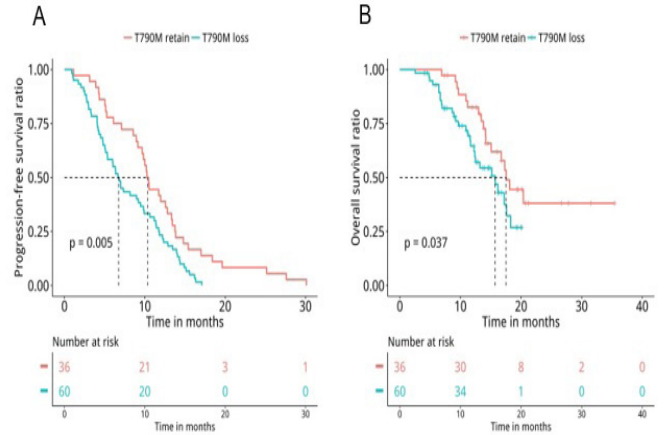 A
T790M retain T790M loss
Progression-free survival ratio
1.00
0.75
0.50
0.25
0.00
p = 0.005
0 10 20 30
Time in months
Number at risk
36 21 3 1
60 20 0 0
0 10 20 30
Time in months
B
T790M retain T790M loss
Overall survival ratio
1.00
0.75
0.50
0.25
0.00
p = 0.037
0 10 20 30 40
Time in months
Number at risk
36 30 8 2 0
60 34 1 0 0
0 10 20 30 40
Time in months